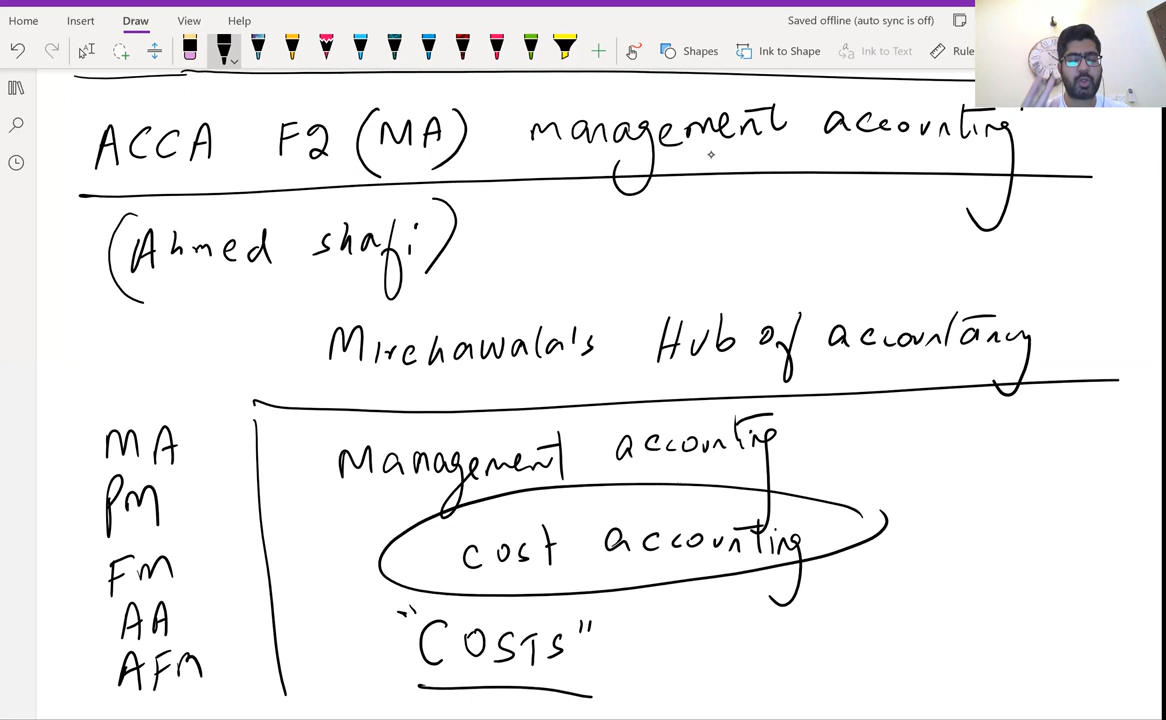 Home Insert Draw View Help Saved offline (auto sync is off)
Shapes Ink to Shape Ink to Text Rule
ACCA F2 (MA) management accounting
(Ahmed shafi)
Mirchawala's Hub of accountancy
MA Management accounting
PM
cost accounting
FM
AA
"COSTS"
AFM